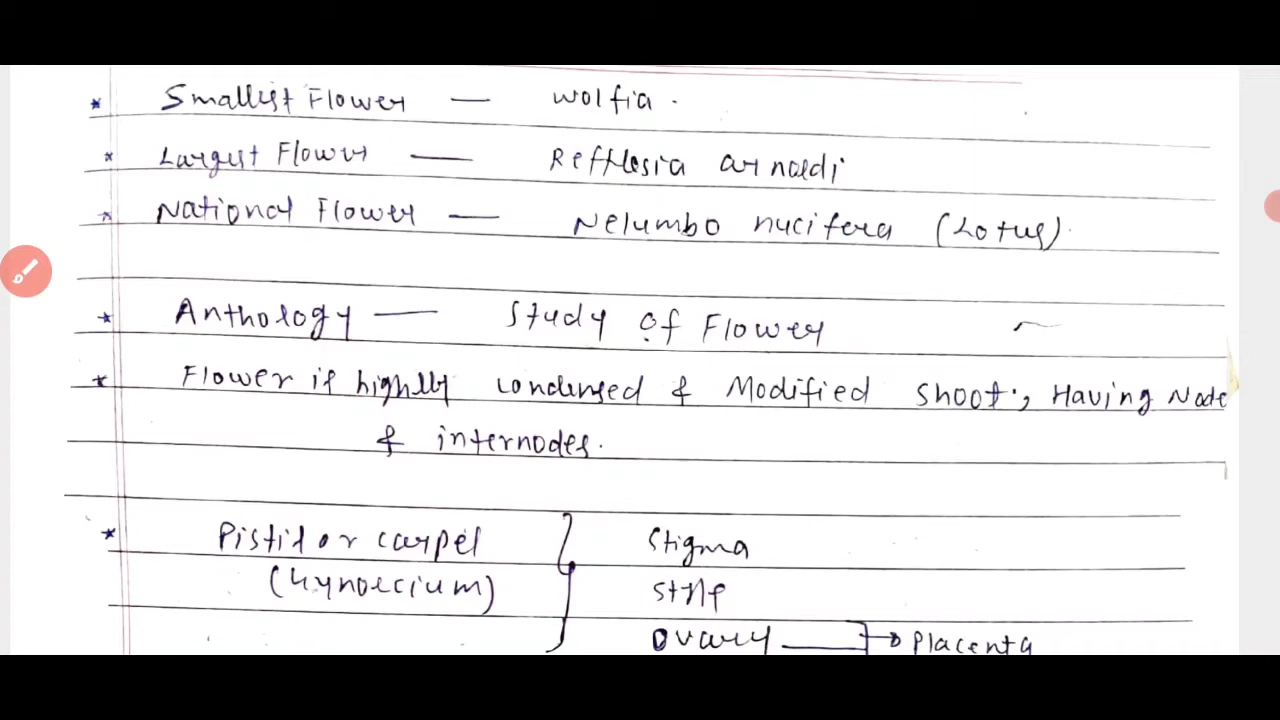 * Smallest Flower — Wolfia.
* Largest Flower — Refflesia arnoldi
* National Flower — Nelumbo nucifera (Lotus).
* Anthology — Study of Flower
* Flower is highly condensed & Modified shoot, Having Node
& internodes.
* Pistil or carpel Stigma
(Gynoecium) Style
Ovary → Placenta